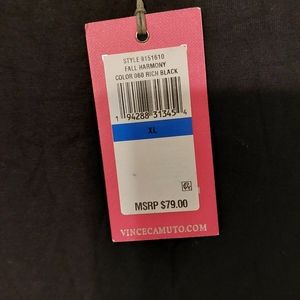 STYLE 9151610
FALL HARMONY
COLOR 060 RICH BLACK
1 94288 31345 4
XL
MSRP $79.00
VINCECAMUTO.COM